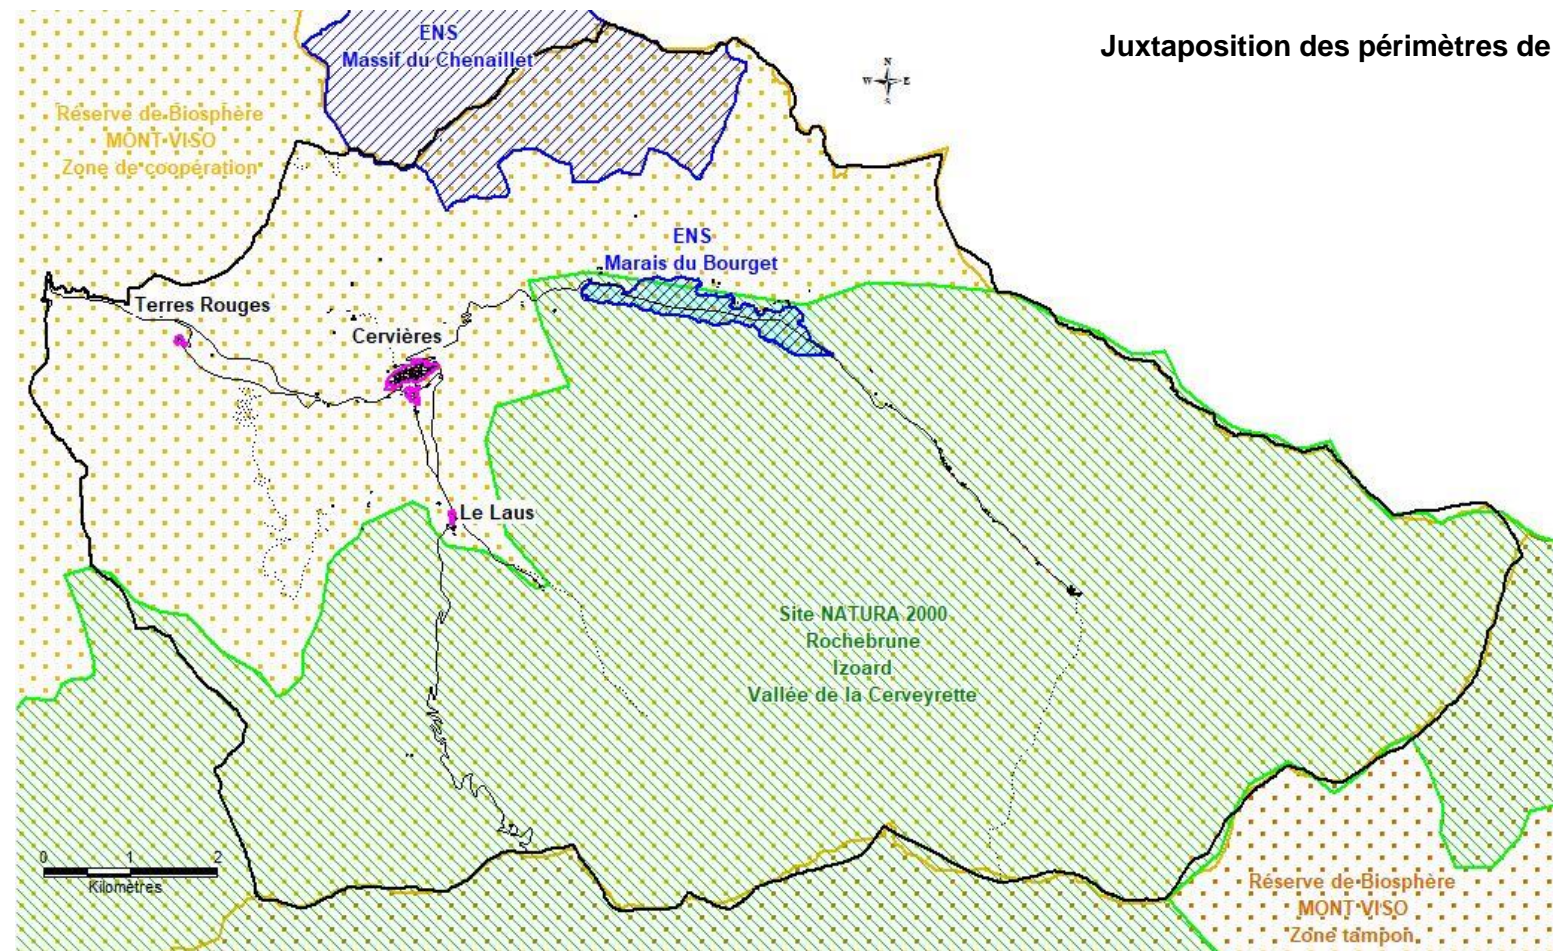 Juxtaposition des périmètres de
ENS
Massif du Chenaillet
N
W E
S
Réserve de Biosphère
MONT VISO
Zone de coopération
ENS
Marais du Bourget
Terres Rouges
Cervières
Le Laus
Site NATURA 2000
Rochebrune
Izoard
Vallée de la Cerveyrette
0 1 2
Kilomètres
Réserve de Biosphère
MONT VISO
Zone tampon